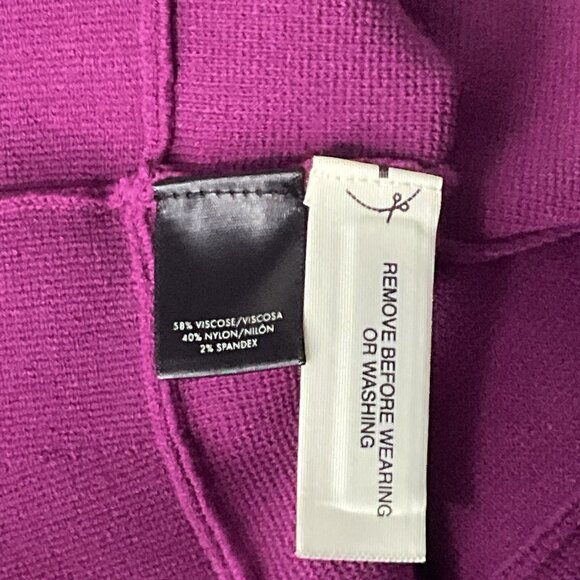 58% VISCOSE/VISCOSA
40% NYLON/NILÓN
2% SPANDEX
REMOVE BEFORE WEARING
OR WASHING